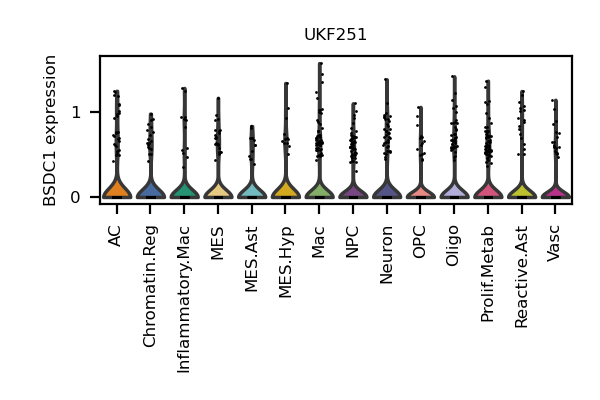 UKF251
BSDC1 expression
1
0
AC
Chromatin.Reg
Inflammatory.Mac
MES
MES.Ast
MES.Hyp
Mac
NPC
Neuron
OPC
Oligo
Prolif.Metab
Reactive.Ast
Vasc